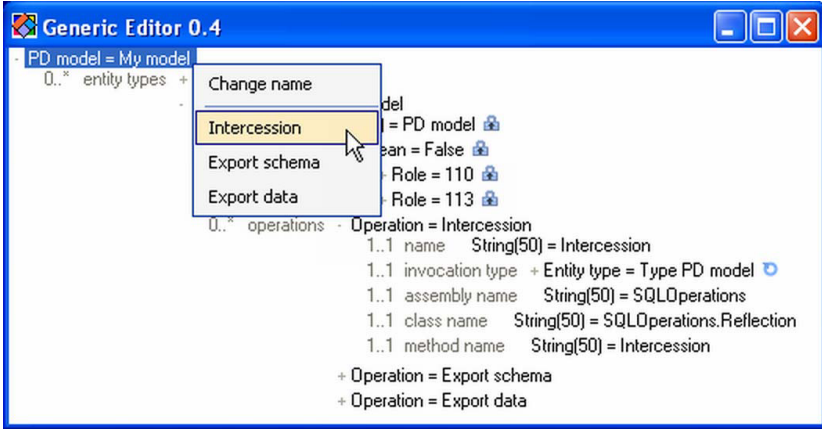 Generic Editor 0.4
- PD model = My model
0..* entity types +
Change name
- del
Intercession
= PD model
ean = False
Export schema
+ Role = 110
Export data
+ Role = 113
0..* operations - Operation = Intercession
1..1 name String(50) = Intercession
1..1 invocation type + Entity type = Type PD model
1..1 assembly name String(50) = SQLOperations
1..1 class name String(50) = SQLOperations.Reflection
1..1 method name String(50) = Intercession
+ Operation = Export schema
+ Operation = Export data